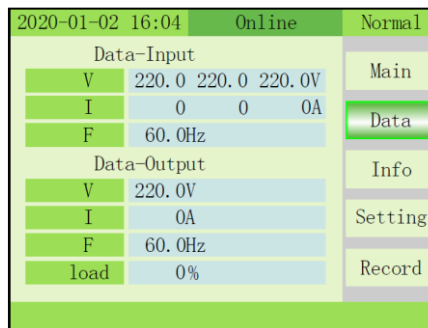 2020-01-02 16:04 Online Normal
Data-Input
V 220.0 220.0 220.0V
I 0 0 0A
F 60.0Hz
Data-Output
V 220.0V
I 0A
F 60.0Hz
load 0%
Main
Data
Info
Setting
Record